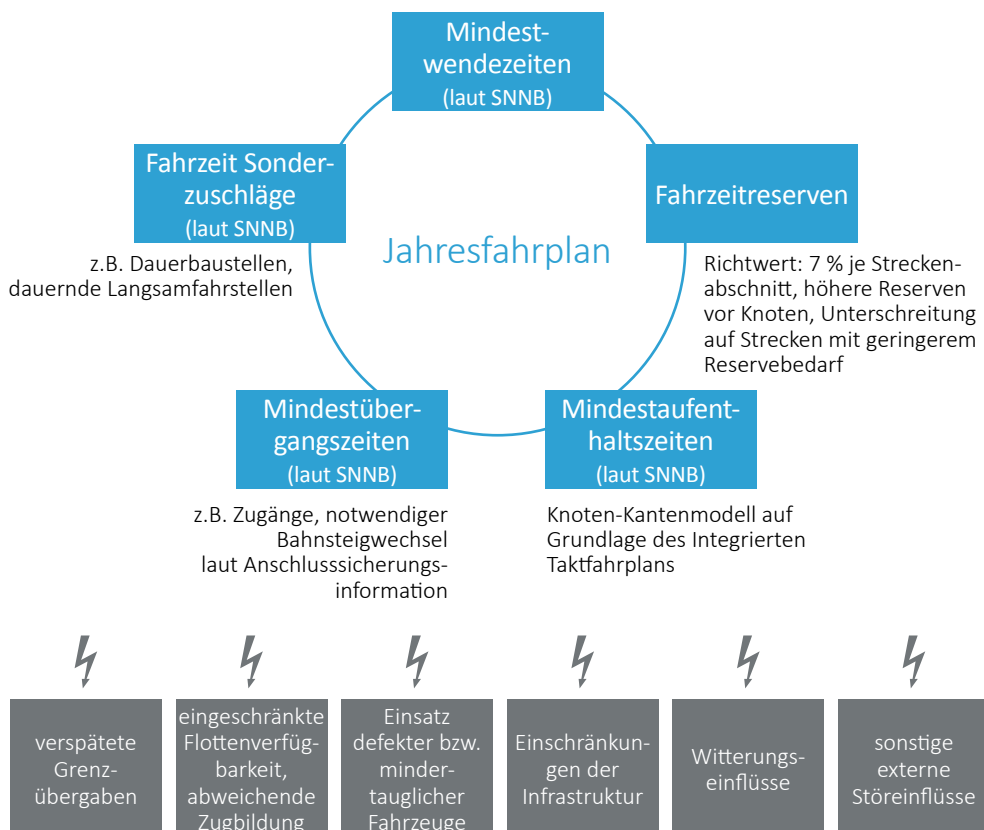 Mindest-
wendezeiten
(laut SNNB)
Fahrzeit Sonder-
zuschläge
(laut SNNB)
Fahrzeitreserven
Jahresfahrplan
z.B. Dauerbaustellen,
dauernde Langsamfahrstellen
Richtwert: 7 % je Strecken-
abschnitt, höhere Reserven
vor Knoten, Unterschreitung
auf Strecken mit geringerem
Reservebedarf
Mindestüber-
gangszeiten
(laut SNNB)
Mindestaufent-
haltszeiten
(laut SNNB)
z.B. Zugänge, notwendiger
Bahnsteigwechsel
laut Anschlusssicherungs-
information
Knoten-Kantenmodell auf
Grundlage des Integrierten
Taktfahrplans
verspätete
Grenz-
übergaben
eingeschränkte
Flottenverfüg-
barkeit,
abweichende
Zugbildung
Einsatz
defekter bzw.
minder-
tauglicher
Fahrzeuge
Einschränkun-
gen der
Infrastruktur
Witterungs-
einflüsse
sonstige
externe
Störeinflüsse